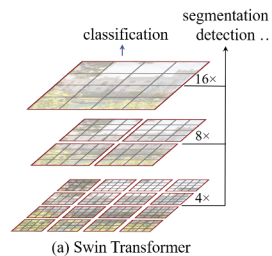 segmentation
classification detection ..
16×
8×
4×
(a) Swin Transformer